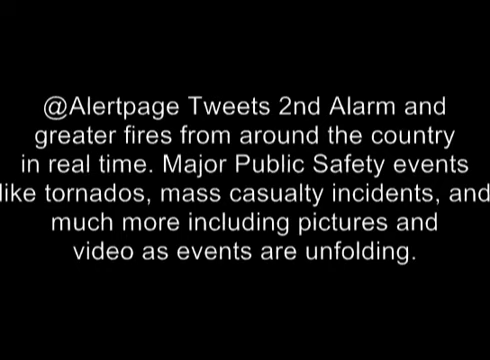 @Alertpage Tweets 2nd Alarm and
greater fires from around the country
in real time. Major Public Safety events
like tornados, mass casualty incidents, and
much more including pictures and
video as events are unfolding.